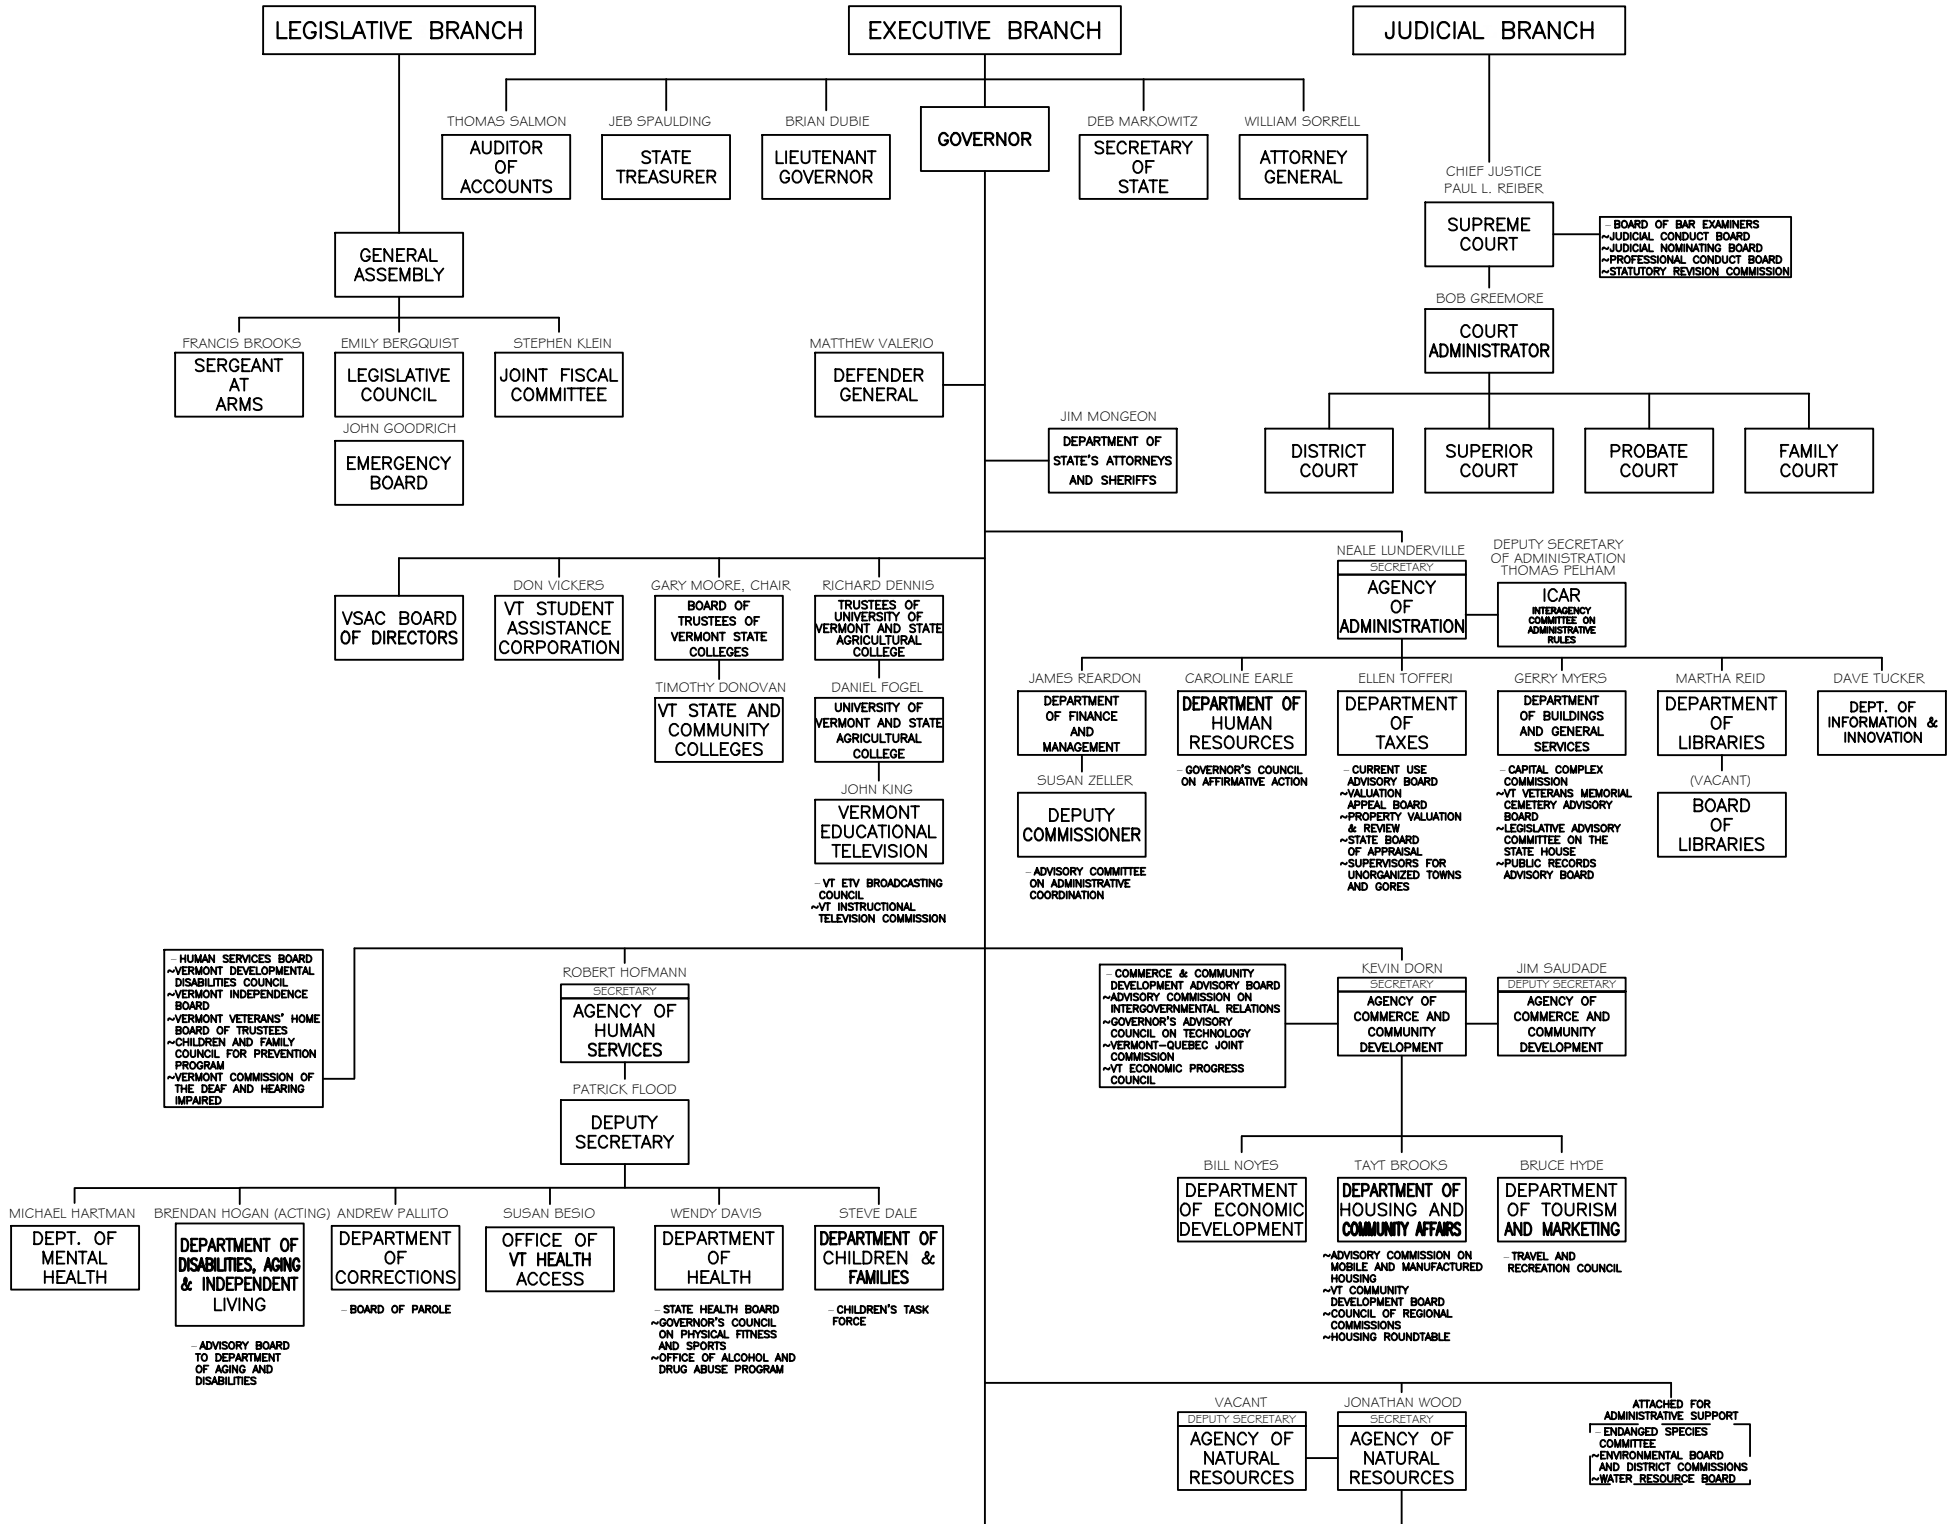 LEGISLATIVE BRANCH
EXECUTIVE BRANCH
JUDICIAL BRANCH
THOMAS SALMON
AUDITOR
OF
ACCOUNTS
JEB SPAULDING
STATE
TREASURER
BRIAN DUBIE
LIEUTENANT
GOVERNOR
GOVERNOR
DEB MARKOWITZ
SECRETARY
OF
STATE
WILLIAM SORRELL
ATTORNEY
GENERAL
CHIEF JUSTICE
PAUL L. REIBER
SUPREME
COURT
- BOARD OF BAR EXAMINERS
~JUDICIAL CONDUCT BOARD
~JUDICIAL NOMINATING BOARD
~PROFESSIONAL CONDUCT BOARD
~STATUTORY REVISION COMMISSION
GENERAL
ASSEMBLY
BOB GREEMORE
COURT
ADMINISTRATOR
FRANCIS BROOKS
SERGEANT
AT
ARMS
EMILY BERGQUIST
LEGISLATIVE
COUNCIL
STEPHEN KLEIN
JOINT FISCAL
COMMITTEE
MATTHEW VALERIO
DEFENDER
GENERAL
JOHN GOODRICH
EMERGENCY
BOARD
JIM MONGEON
DEPARTMENT OF
STATE'S ATTORNEYS
AND SHERIFFS
DISTRICT
COURT
SUPERIOR
COURT
PROBATE
COURT
FAMILY
COURT
NEALE LUNDERVILLE
SECRETARY
AGENCY
OF
ADMINISTRATION
DEPUTY SECRETARY
OF ADMINISTRATION
THOMAS PELHAM
ICAR
INTERAGENCY
COMMITTEE ON
ADMINISTRATIVE
RULES
VSAC BOARD
OF DIRECTORS
DON VICKERS
VT STUDENT
ASSISTANCE
CORPORATION
GARY MOORE, CHAIR
BOARD OF
TRUSTEES OF
VERMONT STATE
COLLEGES
RICHARD DENNIS
TRUSTEES OF
UNIVERSITY OF
VERMONT AND STATE
AGRICULTURAL
COLLEGE
TIMOTHY DONOVAN
VT STATE AND
COMMUNITY
COLLEGES
DANIEL FOGEL
UNIVERSITY OF
VERMONT AND STATE
AGRICULTURAL
COLLEGE
JOHN KING
VERMONT
EDUCATIONAL
TELEVISION
- VT ETV BROADCASTING
COUNCIL
~VT INSTRUCTIONAL
TELEVISION COMMISSION
JAMES REARDON
DEPARTMENT
OF FINANCE
AND
MANAGEMENT
SUSAN ZELLER
DEPUTY
COMMISSIONER
- ADVISORY COMMITTEE
ON ADMINISTRATIVE
COORDINATION
CAROLINE EARLE
DEPARTMENT OF
HUMAN
RESOURCES
- GOVERNOR'S COUNCIL
ON AFFIRMATIVE ACTION
ELLEN TOFFERI
DEPARTMENT
OF
TAXES
- CURRENT USE
ADVISORY BOARD
~VALUATION
APPEAL BOARD
~PROPERTY VALUATION
& REVIEW
~STATE BOARD
OF APPRAISAL
~SUPERVISORS FOR
UNORGANIZED TOWNS
AND GORES
GERRY MYERS
DEPARTMENT
OF BUILDINGS
AND GENERAL
SERVICES
- CAPITAL COMPLEX
COMMISSION
~VT VETERANS MEMORIAL
CEMETERY ADVISORY
BOARD
~LEGISLATIVE ADVISORY
COMMITTEE ON THE
STATE HOUSE
~PUBLIC RECORDS
ADVISORY BOARD
MARTHA REID
DEPARTMENT
OF
LIBRARIES
(VACANT)
BOARD
OF
LIBRARIES
DAVE TUCKER
DEPT. OF
INFORMATION &
INNOVATION
- HUMAN SERVICES BOARD
~VERMONT DEVELOPMENTAL
DISABILITIES COUNCIL
~VERMONT INDEPENDENCE
BOARD
~VERMONT VETERANS' HOME
BOARD OF TRUSTEES
~CHILDREN AND FAMILY
COUNCIL FOR PREVENTION
PROGRAM
~VERMONT COMMISSION OF
THE DEAF AND HEARING
IMPAIRED
ROBERT HOFMANN
SECRETARY
AGENCY OF
HUMAN
SERVICES
PATRICK FLOOD
DEPUTY
SECRETARY
- COMMERCE & COMMUNITY
DEVELOPMENT ADVISORY BOARD
~ADVISORY COMMISSION ON
INTERGOVERNMENTAL RELATIONS
~GOVERNOR'S ADVISORY
COUNCIL ON TECHNOLOGY
~VERMONT-QUEBEC JOINT
COMMISSION
~VT ECONOMIC PROGRESS
COUNCIL
KEVIN DORN
SECRETARY
AGENCY OF
COMMERCE AND
COMMUNITY
DEVELOPMENT
JIM SAUDADE
DEPUTY SECRETARY
AGENCY OF
COMMERCE AND
COMMUNITY
DEVELOPMENT
MICHAEL HARTMAN
DEPT. OF
MENTAL
HEALTH
BRENDAN HOGAN (ACTING)
DEPARTMENT OF
DISABILITIES, AGING
& INDEPENDENT
LIVING
- ADVISORY BOARD
TO DEPARTMENT
OF AGING AND
DISABILITIES
ANDREW PALLITO
DEPARTMENT
OF
CORRECTIONS
- BOARD OF PAROLE
SUSAN BESIO
OFFICE OF
VT HEALTH
ACCESS
WENDY DAVIS
DEPARTMENT
OF
HEALTH
- STATE HEALTH BOARD
~GOVERNOR'S COUNCIL
ON PHYSICAL FITNESS
AND SPORTS
~OFFICE OF ALCOHOL AND
DRUG ABUSE PROGRAM
STEVE DALE
DEPARTMENT OF
CHILDREN &
FAMILIES
- CHILDREN'S TASK
FORCE
BILL NOYES
DEPARTMENT
OF ECONOMIC
DEVELOPMENT
TAYT BROOKS
DEPARTMENT OF
HOUSING AND
COMMUNITY AFFAIRS
~ADVISORY COMMISSION ON
MOBILE AND MANUFACTURED
HOUSING
~VT COMMUNITY
DEVELOPMENT BOARD
~COUNCIL OF REGIONAL
COMMISSIONS
~HOUSING ROUNDTABLE
BRUCE HYDE
DEPARTMENT
OF TOURISM
AND MARKETING
- TRAVEL AND
RECREATION COUNCIL
VACANT
DEPUTY SECRETARY
AGENCY OF
NATURAL
RESOURCES
JONATHAN WOOD
SECRETARY
AGENCY OF
NATURAL
RESOURCES
ATTACHED FOR
ADMINISTRATIVE SUPPORT
- ENDANGED SPECIES
COMMITTEE
~ENVIRONMENTAL BOARD
AND DISTRICT COMMISSIONS
~WATER RESOURCE BOARD